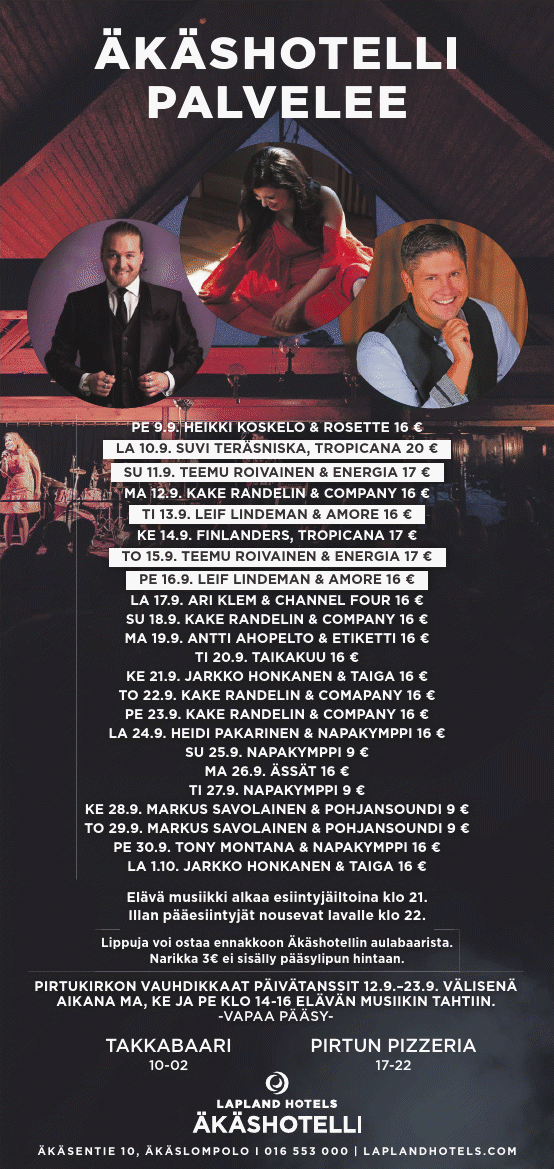 ÄKÄSHOTELLI
PALVELEE
PE 9.9. HEIKKI KOSKELO & ROSETTE 16 €
LA 10.9. SUVI TERÄSNISKA, TROPICANA 20 €
SU 11.9. TEEMU ROIVAINEN & ENERGIA 17 €
MA 12.9. KAKE RANDELIN & COMPANY 16 €
TI 13.9. LEIF LINDEMAN & AMORE 16 €
KE 14.9. FINLANDERS, TROPICANA 17 €
TO 15.9. TEEMU ROIVAINEN & ENERGIA 17 €
PE 16.9. LEIF LINDEMAN & AMORE 16 €
LA 17.9. ARI KLEM & CHANNEL FOUR 16 €
SU 18.9. KAKE RANDELIN & COMPANY 16 €
MA 19.9. ANTTI AHOPELTO & ETIKETTI 16 €
TI 20.9. TAIKAKUU 16 €
KE 21.9. JARKKO HONKANEN & TAIGA 16 €
TO 22.9. KAKE RANDELIN & COMAPANY 16 €
PE 23.9. KAKE RANDELIN & COMPANY 16 €
LA 24.9. HEIDI PAKARINEN & NAPAKYMPPI 16 €
SU 25.9. NAPAKYMPPI 9 €
MA 26.9. ÄSSÄT 16 €
TI 27.9. NAPAKYMPPI 9 €
KE 28.9. MARKUS SAVOLAINEN & POHJANSOUNDI 9 €
TO 29.9. MARKUS SAVOLAINEN & POHJANSOUNDI 9 €
PE 30.9. TONY MONTANA & NAPAKYMPPI 16 €
LA 1.10. JARKKO HONKANEN & TAIGA 16 €
Elävä musiikki alkaa esiintyjäiltoina klo 21.
Illan pääesiintyjät nousevat lavalle klo 22.
Lippuja voi ostaa ennakkoon Äkäshotellin aulabaarista.
Narikka 3€ ei sisälly pääsylipun hintaan.
PIRTUKIRKON VAUHDIKKAAT PÄIVÄTANSSIT 12.9.–23.9. VÄLISENÄ
AIKANA MA, KE JA PE KLO 14-16 ELÄVÄN MUSIIKIN TAHTIIN.
-VAPAA PÄÄSY-
TAKKABAARI PIRTUN PIZZERIA
10-02 17-22
LAPLAND HOTELS
ÄKÄSHOTELLI
ÄKÄSENTIE 10, ÄKÄSLOMPOLO I 016 553 000 | LAPLANDHOTELS.COM